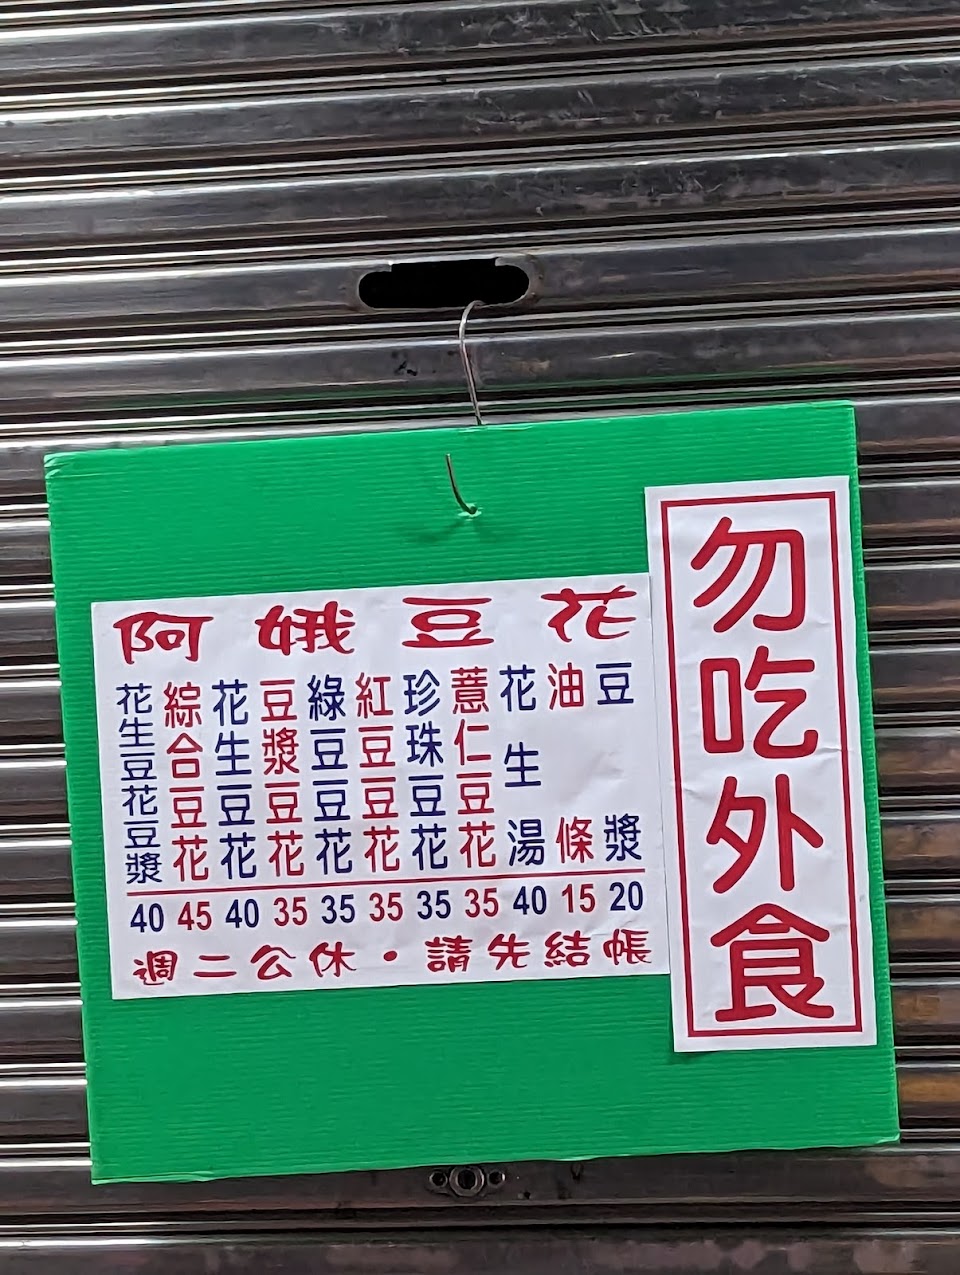 勿吃外食
阿娥豆花
豆漿 20
油條 15
花生湯 40
薏仁豆花 35
珍珠豆花 35
紅豆豆花 35
綠豆豆花 35
豆漿豆花 35
花生豆花 40
綜合豆花 45
花生豆花豆漿 40
週二公休・請先結帳